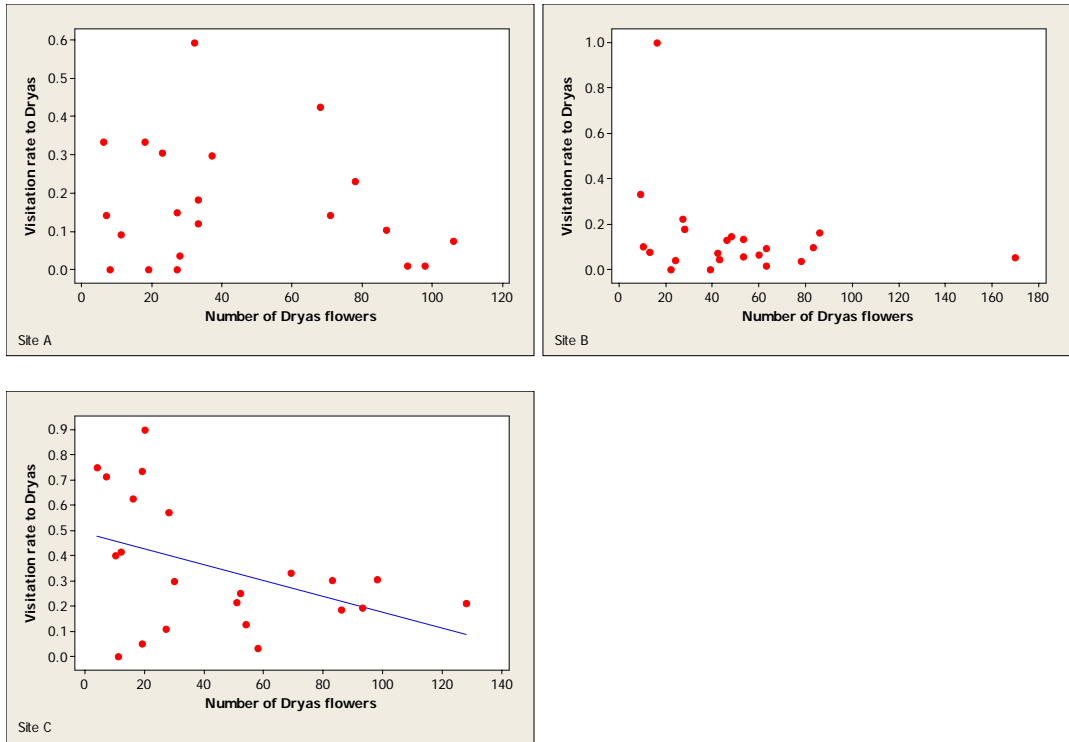 Visitation rate to Dryas
0.6
0.5
0.4
0.3
0.2
0.1
0.0
0 20 40 60 80 100 120
Number of Dryas flowers
Site A
Visitation rate to Dryas
1.0
0.8
0.6
0.4
0.2
0.0
0 20 40 60 80 100 120 140 160 180
Number of Dryas flowers
Site B
Visitation rate to Dryas
0.9
0.8
0.7
0.6
0.5
0.4
0.3
0.2
0.1
0.0
0 20 40 60 80 100 120 140
Number of Dryas flowers
Site C